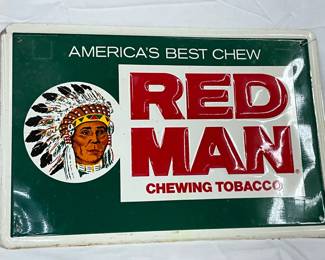 AMERICA'S BEST CHEW
RED
MAN®
CHEWING TOBACCO